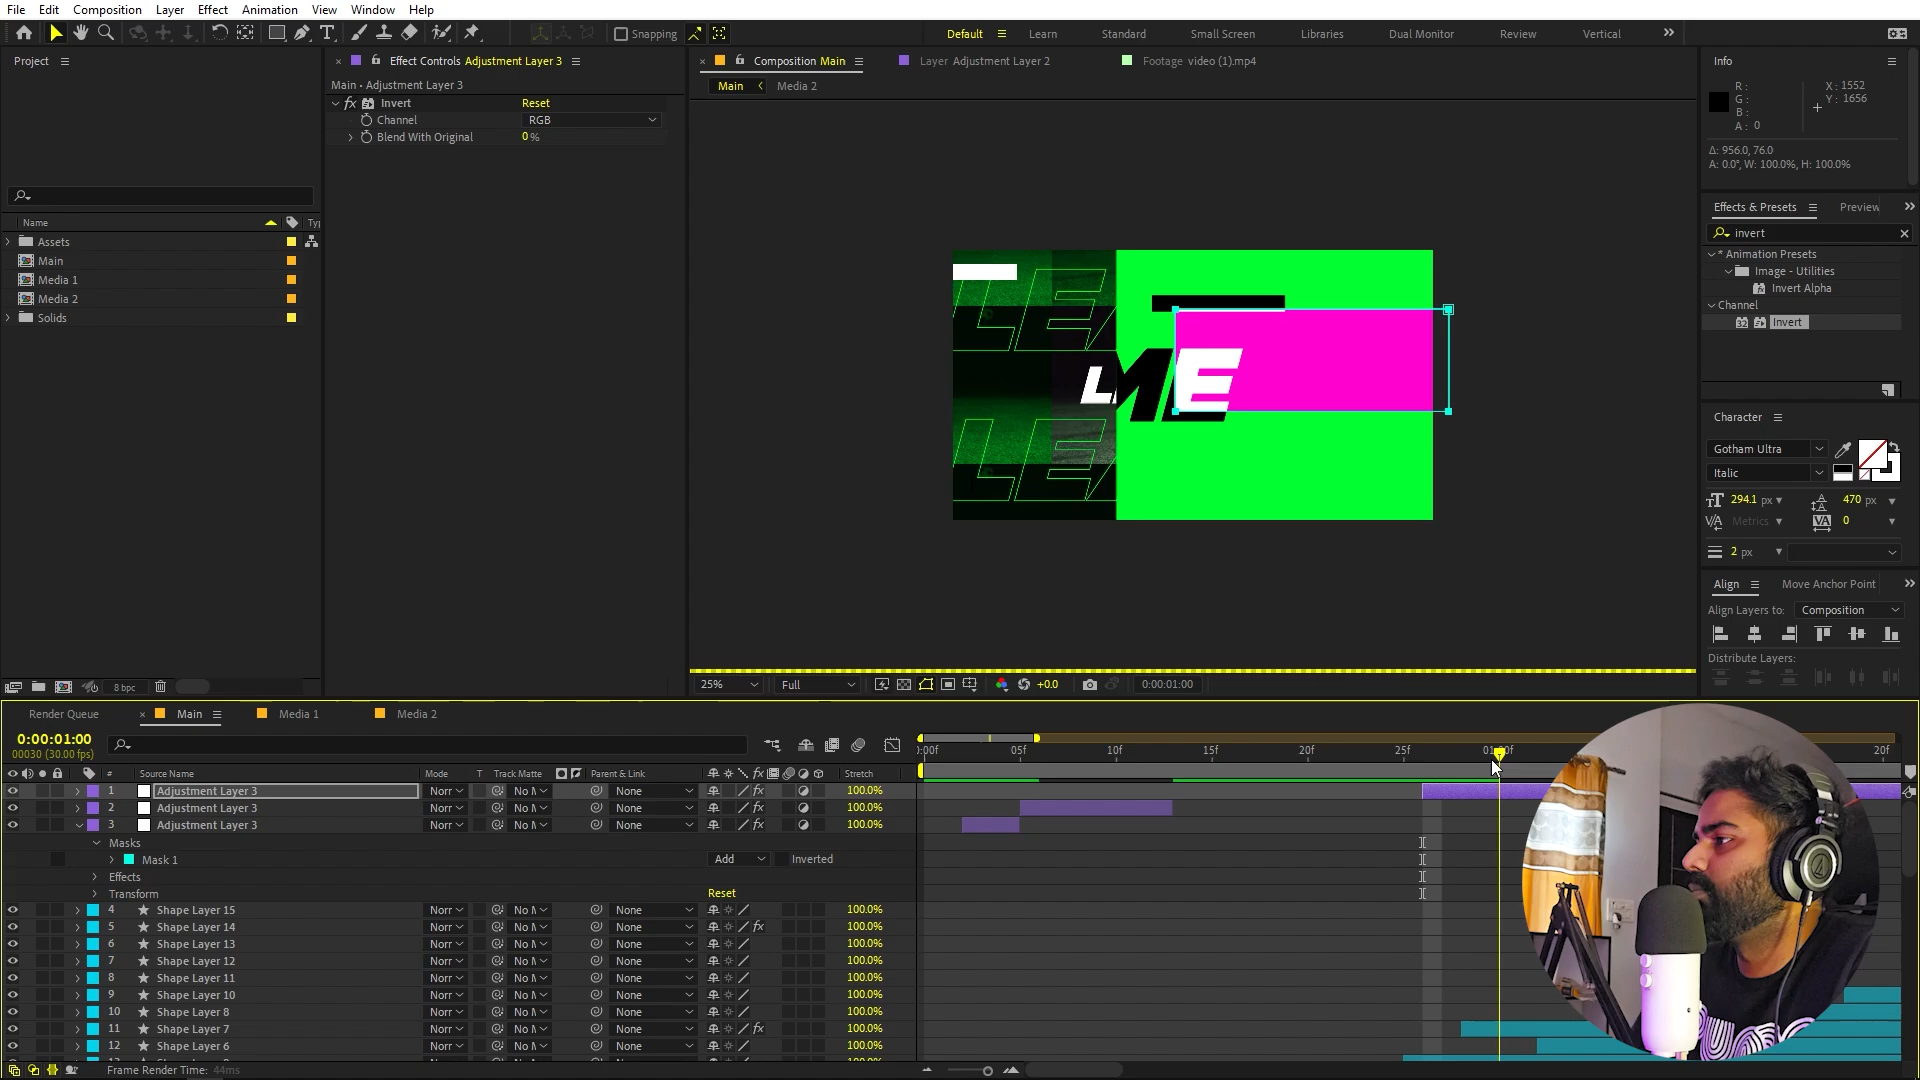 File Edit Composition Layer Effect Animation View Window Help
Snapping
Default Learn Standard Small Screen Libraries Dual Monitor Review Vertical
Project
Effect Controls Adjustment Layer 3
Composition Main
Layer Adjustment Layer 2
Footage video (1).mp4
Info
Main • Adjustment Layer 3
Main Media 2
fx Invert Reset
Channel RGB
Blend With Original 0 %
R :
G :
B :
A : 0
X : 1552
Y : 1656
Δ: 956.0, 76.0
A: 0.0°, W: 100.0%, H: 100.0%
Name
Assets
Main
Media 1
Media 2
Solids
Effects & Presets Preview
invert
* Animation Presets
Image - Utilities
Invert Alpha
Channel
32 Invert
LE
LE
L
ME
Character
Gotham Ultra
Italic
294.1 px 470 px
Metrics 0
2 px
Align Move Anchor Point
Align Layers to: Composition
Distribute Layers:
8 bpc
25% Full +0.0 0:00:01:00
Render Queue Main Media 1 Media 2
0:00:01:00
00030 (30.00 fps)
:00f 05f 10f 15f 20f 25f 20f
# Source Name Mode T Track Matte Parent & Link fx Stretch
1 Adjustment Layer 3 Norr No None fx 100.0%
2 Adjustment Layer 3 Norr No None fx 100.0%
3 Adjustment Layer 3 Norr No None fx 100.0%
Masks
Mask 1 Add Inverted
Effects
Transform Reset
4 Shape Layer 15 Norr No None 100.0%
5 Shape Layer 14 Norr No None fx 100.0%
6 Shape Layer 13 Norr No None 100.0%
7 Shape Layer 12 Norr No None 100.0%
8 Shape Layer 11 Norr No None 100.0%
9 Shape Layer 10 Norr No None 100.0%
10 Shape Layer 8 Norr No None 100.0%
11 Shape Layer 7 Norr No None fx 100.0%
12 Shape Layer 6 Norr No None 100.0%
Frame Render Time: 44ms